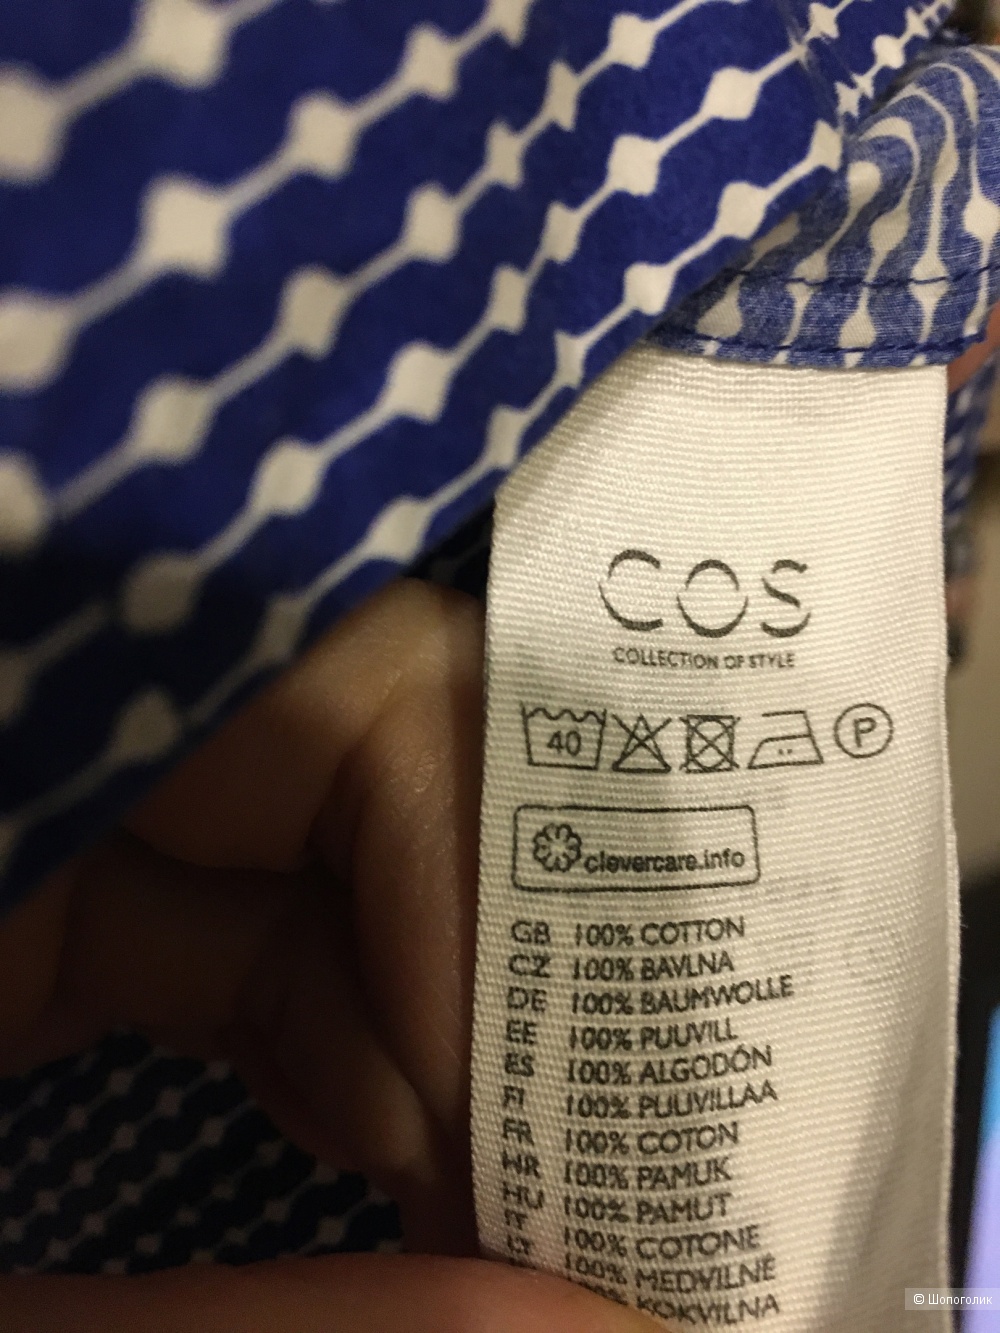 COS
COLLECTION OF STYLE
40 P
clevercare.info
GB 100% COTTON
CZ 100% BAVLNA
DE 100% BAUMWOLLE
EE 100% PUUVILL
ES 100% ALGODÓN
FI 100% PUUVILLAA
FR 100% COTON
HR 100% PAMUK
HU 100% PAMUT
IT 100% COTONE
LT 100% MEDVILNĖ
KOKVILNA
© Шопоголик